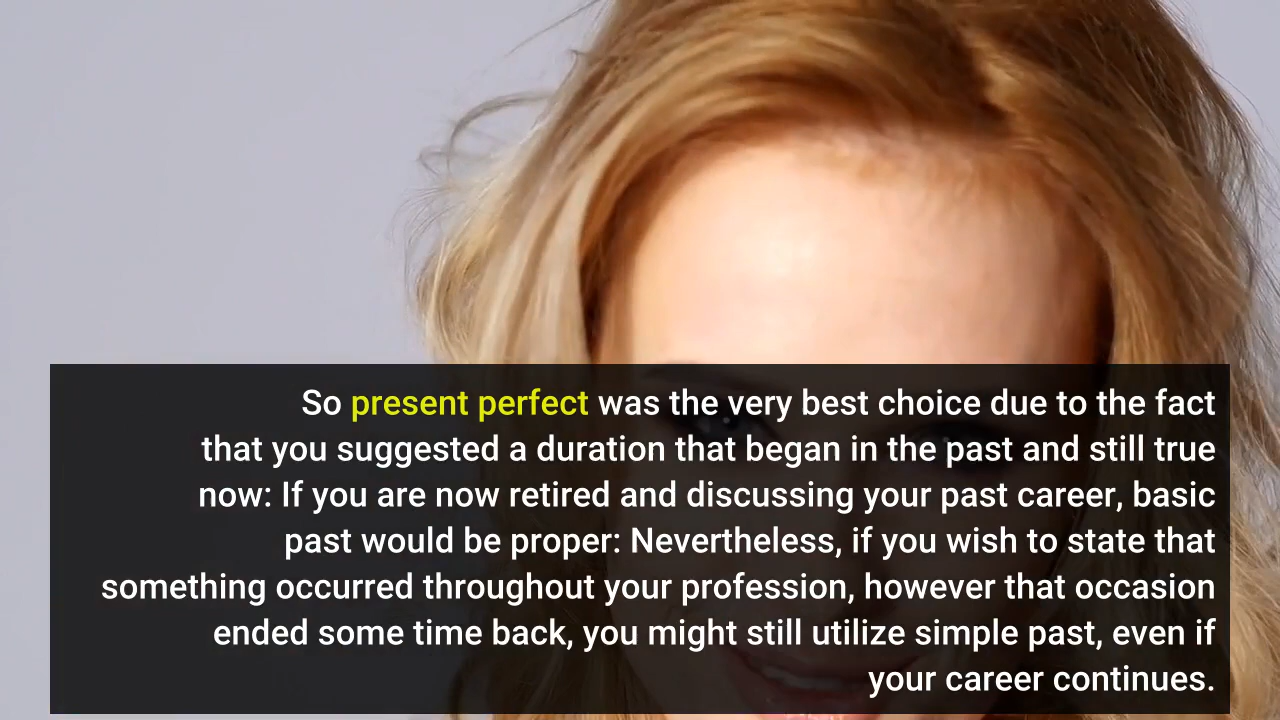 So present perfect was the very best choice due to the fact
that you suggested a duration that began in the past and still true
now: If you are now retired and discussing your past career, basic
past would be proper: Nevertheless, if you wish to state that
something occurred throughout your profession, however that occasion
ended some time back, you might still utilize simple past, even if
your career continues.